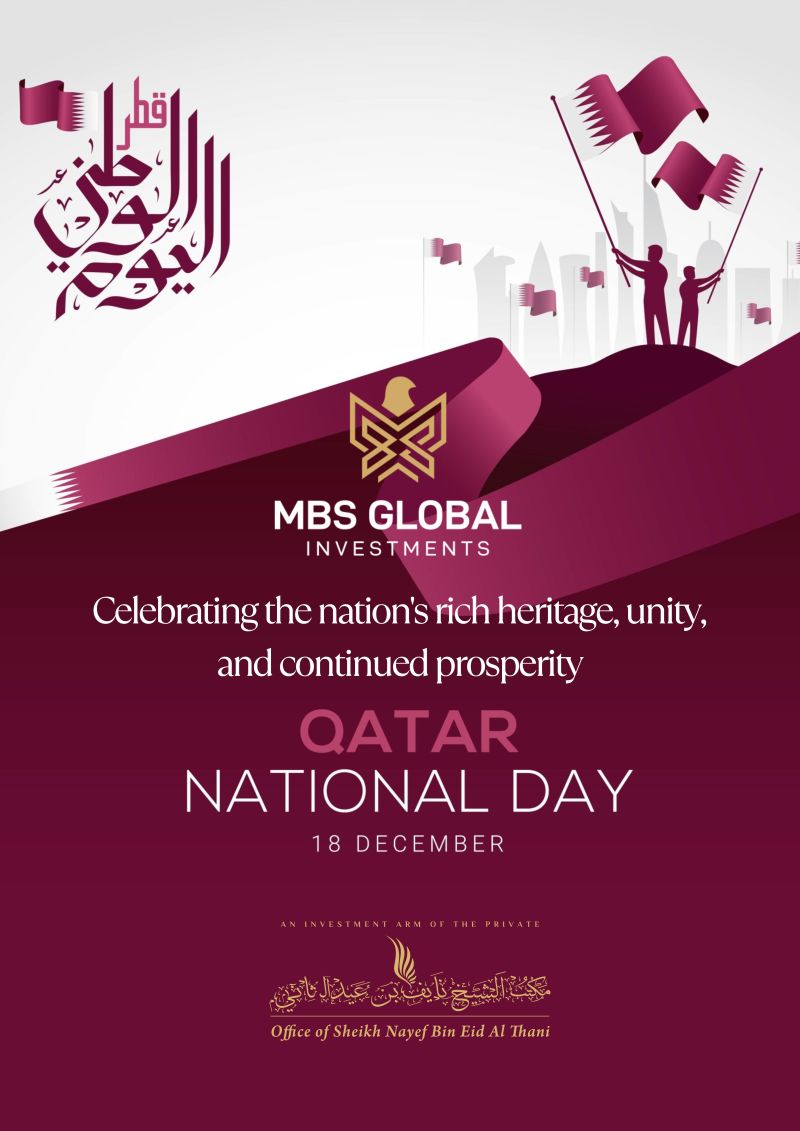 قطر
اليوم الوطني
MBS GLOBAL
INVESTMENTS
Celebrating the nation's rich heritage, unity,
and continued prosperity
QATAR
NATIONAL DAY
18 DECEMBER
AN INVESTMENT ARM OF THE PRIVATE
مكتب الشيخ نايف بن عيد آل ثاني
Office of Sheikh Nayef Bin Eid Al Thani